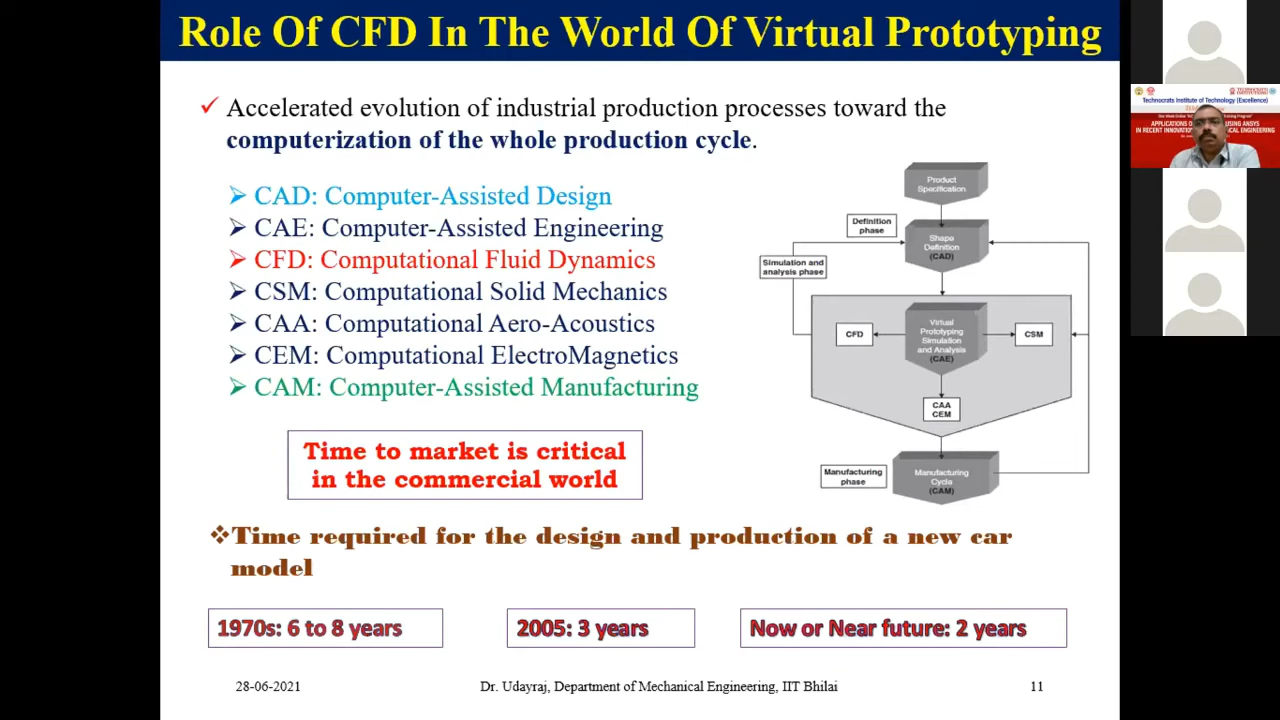 Role Of CFD In The World Of Virtual Prototyping
✓ Accelerated evolution of industrial production processes toward the
computerization of the whole production cycle.
➢ CAD: Computer-Assisted Design
➢ CAE: Computer-Assisted Engineering
➢ CFD: Computational Fluid Dynamics
➢ CSM: Computational Solid Mechanics
➢ CAA: Computational Aero-Acoustics
➢ CEM: Computational ElectroMagnetics
➢ CAM: Computer-Assisted Manufacturing
Product
Specification
Definition
phase
Shape
Definition
(CAD)
Simulation and
analysis phase
CFD
Virtual
Prototyping
Simulation
and Analysis
(CAE)
CSM
CAA
CEM
Manufacturing
phase
Manufacturing
Cycle
(CAM)
Time to market is critical
in the commercial world
❖Time required for the design and production of a new car
model
1970s: 6 to 8 years
2005: 3 years
Now or Near future: 2 years
28-06-2021
Dr. Udayraj, Department of Mechanical Engineering, IIT Bhilai
11
Technocrats Institute of Technology (Excellence)